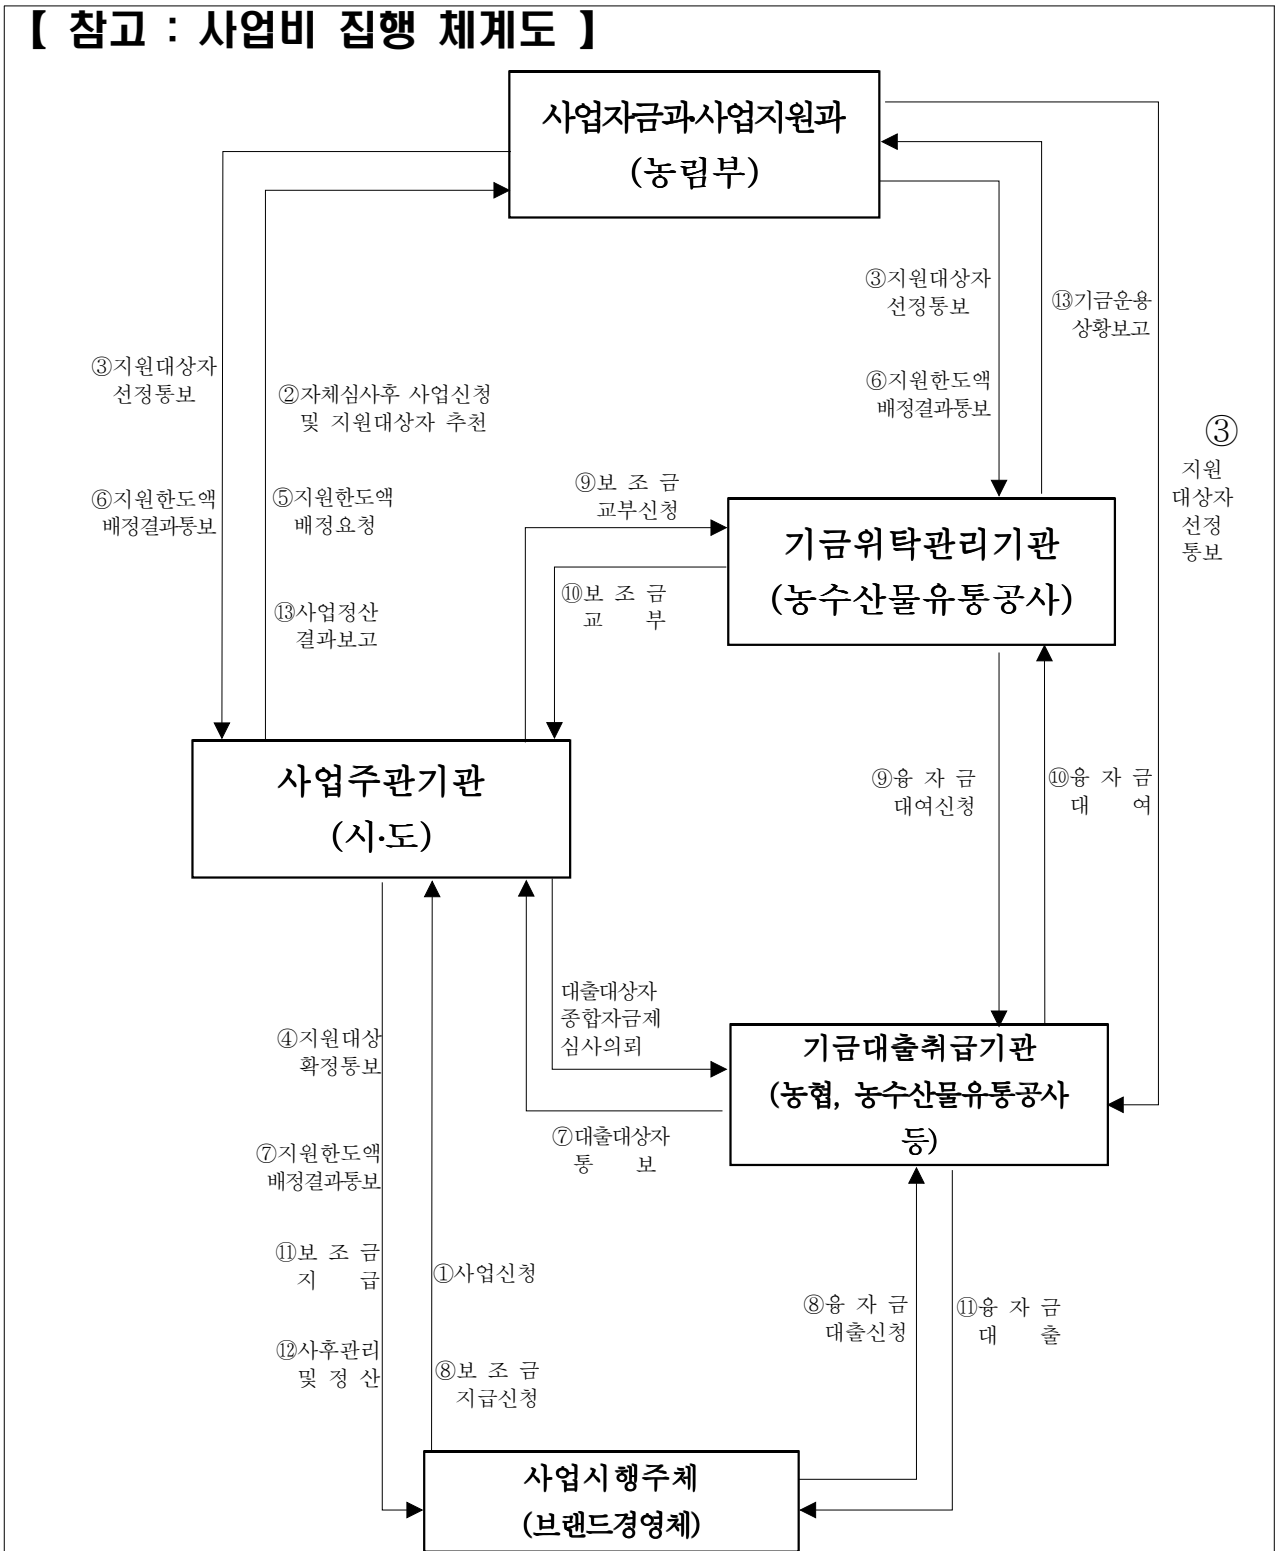 【 참고 : 사업비 집행 체계도 】
사업자금과·사업지원과
(농림부)
③지원대상자
선정통보
⑬기금운용
상황보고
③지원대상자
선정통보
②자체심사후 사업신청
및 지원대상자 추천
⑥지원한도액
배정결과통보
③
지원
대상자
선정
통보
⑥지원한도액
배정결과통보
⑤지원한도액
배정요청
⑨보 조 금
교부신청
기금위탁관리기관
(농수산물유통공사)
⑩보 조 금
교 부
⑬사업정산
결과보고
사업주관기관
(시·도)
⑨융 자 금
대여신청
⑩융 자 금
대 여
대출대상자
종합자금제
심사의뢰
④지원대상
확정통보
기금대출취급기관
(농협, 농수산물유통공사
등)
⑦대출대상자
통 보
⑦지원한도액
배정결과통보
⑪보 조 금
지 급
①사업신청
⑧융 자 금
대출신청
⑪융 자 금
대 출
⑫사후관리
및 정 산
⑧보 조 금
지급신청
사업시행주체
(브랜드경영체)